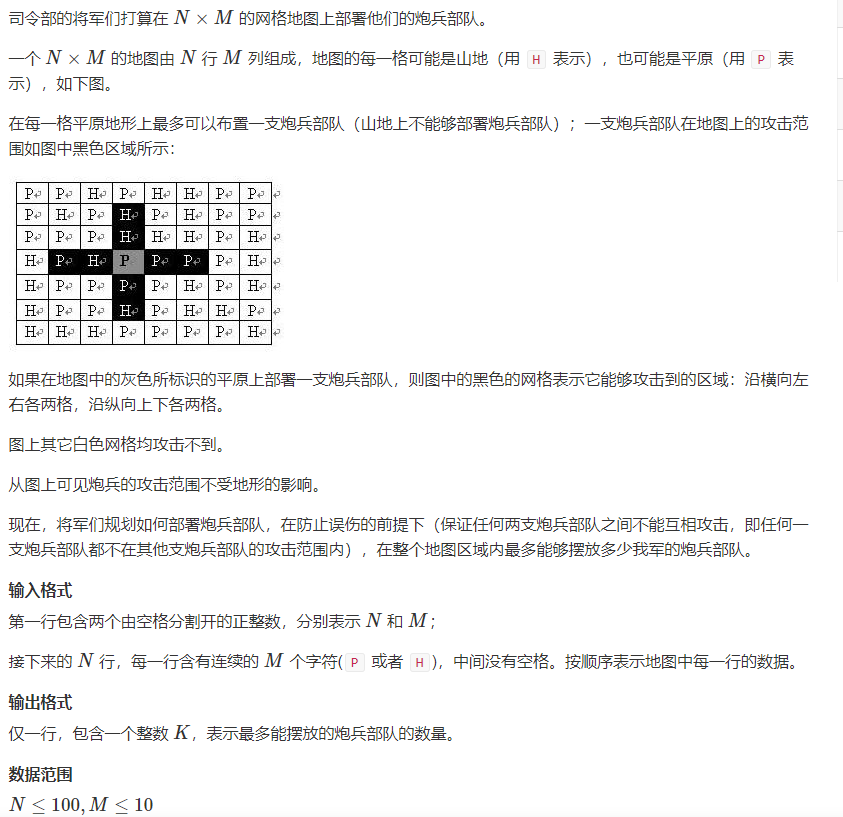 司令部的将军们打算在 N × M 的网格地图上部署他们的炮兵部队。
一个 N × M 的地图由 N 行 M 列组成，地图的每一格可能是山地（用 H 表示），也可能是平原（用 P 表
示），如下图。
在每一格平原地形上最多可以布置一支炮兵部队（山地上不能够部署炮兵部队）；一支炮兵部队在地图上的攻击范
围如图中黑色区域所示：
P P H P H H P P
P H P H P H P P
P P P H H H P H
H P H P P P P H
H P P P P H P H
H P P H P H H P
H H H P P P P H
如果在地图中的灰色所标识的平原上部署一支炮兵部队，则图中的黑色的网格表示它能够攻击到的区域：沿横向左
右各两格，沿纵向上下各两格。
图上其它白色网格均攻击不到。
从图上可见炮兵的攻击范围不受地形的影响。
现在，将军们规划如何部署炮兵部队，在防止误伤的前提下（保证任何两支炮兵部队之间不能互相攻击，即任何一
支炮兵部队都不在其他支炮兵部队的攻击范围内），在整个地图区域内最多能够摆放多少我军的炮兵部队。
输入格式
第一行包含两个由空格分割开的正整数，分别表示 N 和 M；
接下来的 N 行，每一行含有连续的 M 个字符( P 或者 H )，中间没有空格。按顺序表示地图中每一行的数据。
输出格式
仅一行，包含一个整数 K，表示最多能摆放的炮兵部队的数量。
数据范围
N ≤ 100, M ≤ 10